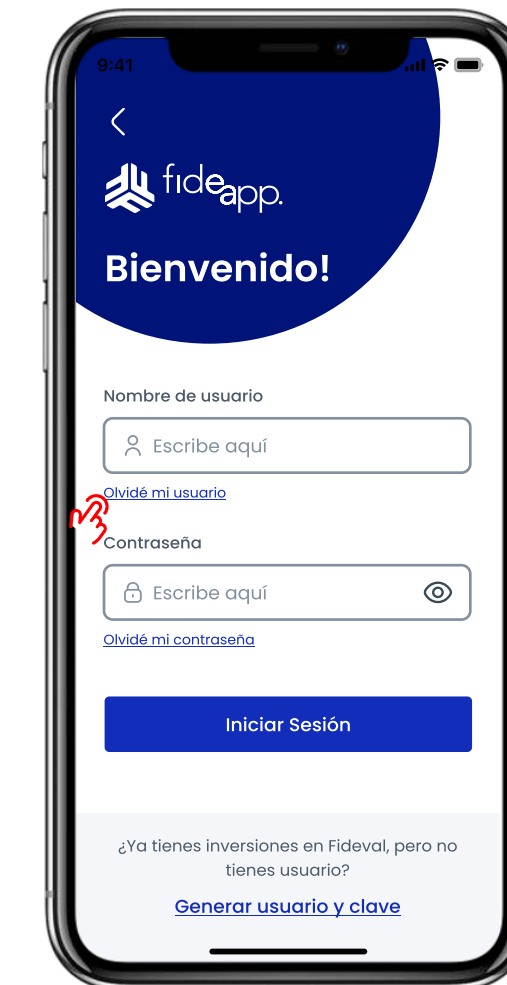 9:41
fideapp.
Bienvenido!
Nombre de usuario
Escribe aquí
Olvidé mi usuario
Contraseña
Escribe aquí
Olvidé mi contraseña
Iniciar Sesión
¿Ya tienes inversiones en Fideval, pero no
tienes usuario?
Generar usuario y clave